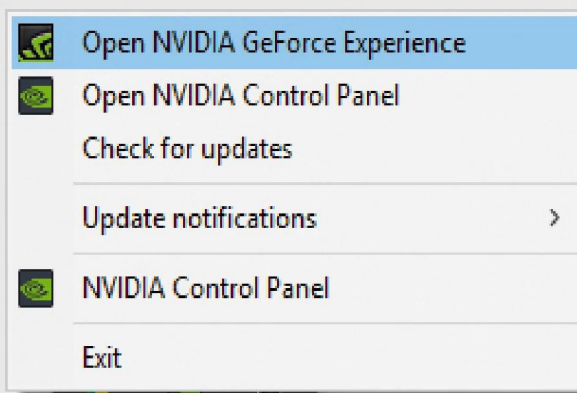 Open NVIDIA GeForce Experience
Open NVIDIA Control Panel
Check for updates
Update notifications
NVIDIA Control Panel
Exit